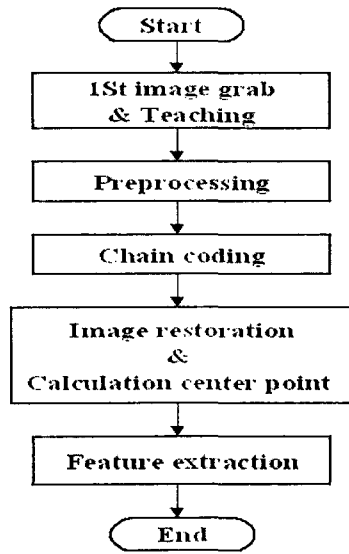 Start
1St image grab
& Teaching
Preprocessing
Chain coding
Image restoration
&
Calculation center point
Feature extraction
End